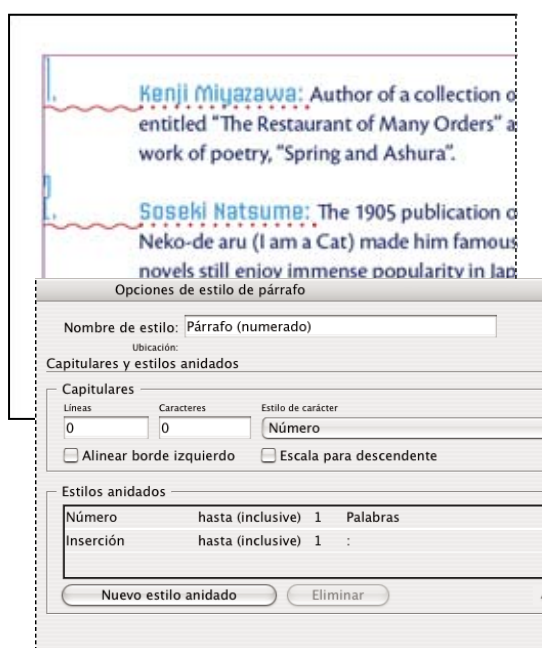 1. Kenji Miyazawa: Author of a collection o
entitled “The Restaurant of Many Orders” a
work of poetry, “Spring and Ashura”.
2. Soseki Natsume: The 1905 publication o
Neko-de aru (I am a Cat) made him famous
novels still enjoy immense popularity in Jap
Opciones de estilo de párrafo
Nombre de estilo: Párrafo (numerado)
Ubicación:
Capitulares y estilos anidados
Capitulares
Líneas Caracteres Estilo de carácter
0 0 Número
Alinear borde izquierdo Escala para descendente
Estilos anidados
Número hasta (inclusive) 1 Palabras
Inserción hasta (inclusive) 1 :
Nuevo estilo anidado Eliminar